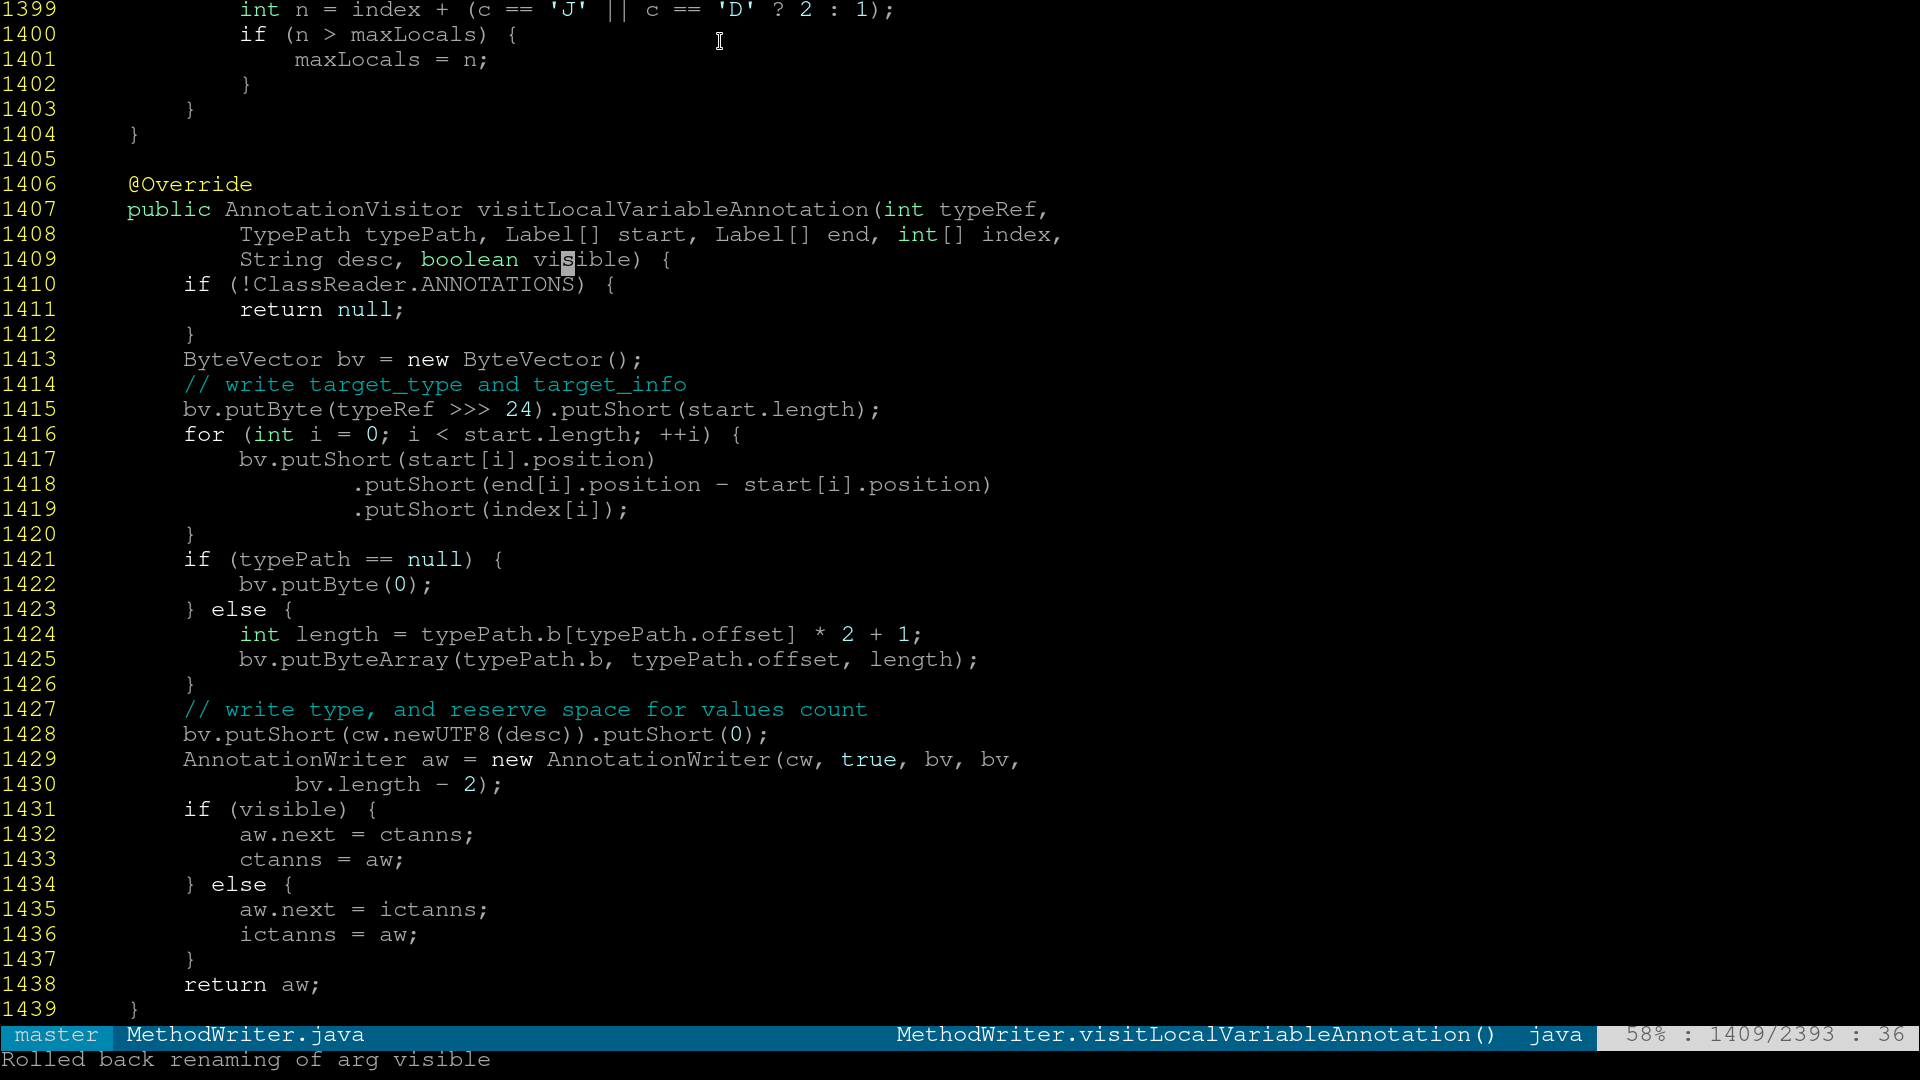 1399             int n = index + (c == 'J' || c == 'D' ? 2 : 1);
1400             if (n > maxLocals) {
1401                 maxLocals = n;
1402             }
1403         }
1404     }
1405
1406     @Override
1407     public AnnotationVisitor visitLocalVariableAnnotation(int typeRef,
1408             TypePath typePath, Label[] start, Label[] end, int[] index,
1409             String desc, boolean visible) {
1410         if (!ClassReader.ANNOTATIONS) {
1411             return null;
1412         }
1413         ByteVector bv = new ByteVector();
1414         // write target_type and target_info
1415         bv.putByte(typeRef >>> 24).putShort(start.length);
1416         for (int i = 0; i < start.length; ++i) {
1417             bv.putShort(start[i].position)
1418                     .putShort(end[i].position - start[i].position)
1419                     .putShort(index[i]);
1420         }
1421         if (typePath == null) {
1422             bv.putByte(0);
1423         } else {
1424             int length = typePath.b[typePath.offset] * 2 + 1;
1425             bv.putByteArray(typePath.b, typePath.offset, length);
1426         }
1427         // write type, and reserve space for values count
1428         bv.putShort(cw.newUTF8(desc)).putShort(0);
1429         AnnotationWriter aw = new AnnotationWriter(cw, true, bv, bv,
1430                 bv.length - 2);
1431         if (visible) {
1432             aw.next = ctanns;
1433             ctanns = aw;
1434         } else {
1435             aw.next = ictanns;
1436             ictanns = aw;
1437         }
1438         return aw;
1439     }
master MethodWriter.java MethodWriter.visitLocalVariableAnnotation() java 58% : 1409/2393 : 36
Rolled back renaming of arg visible